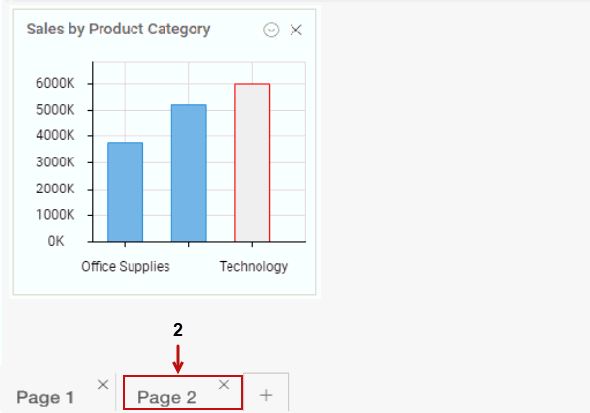 Sales by Product Category
6000K
5000K
4000K
3000K
2000K
1000K
0K
Office Supplies Technology
2
Page 1 Page 2 +